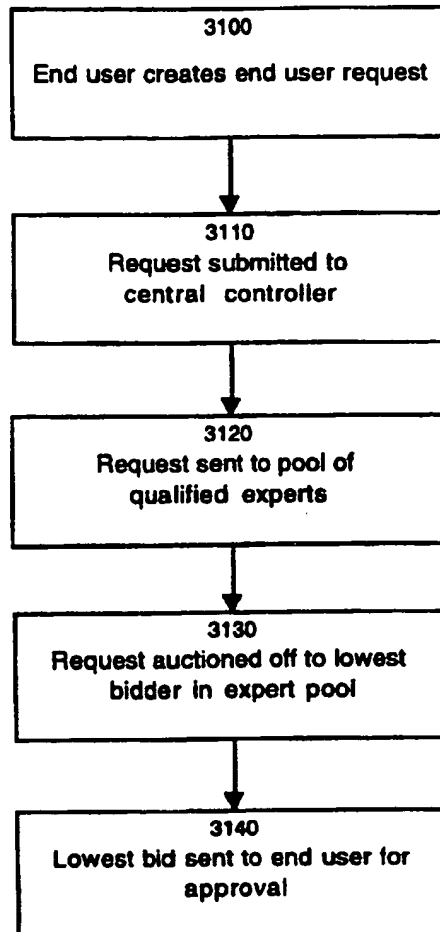 3100
End user creates end user request
3110
Request submitted to
central controller
3120
Request sent to pool of
qualified experts
3130
Request auctioned off to lowest
bidder in expert pool
3140
Lowest bid sent to end user for
approval